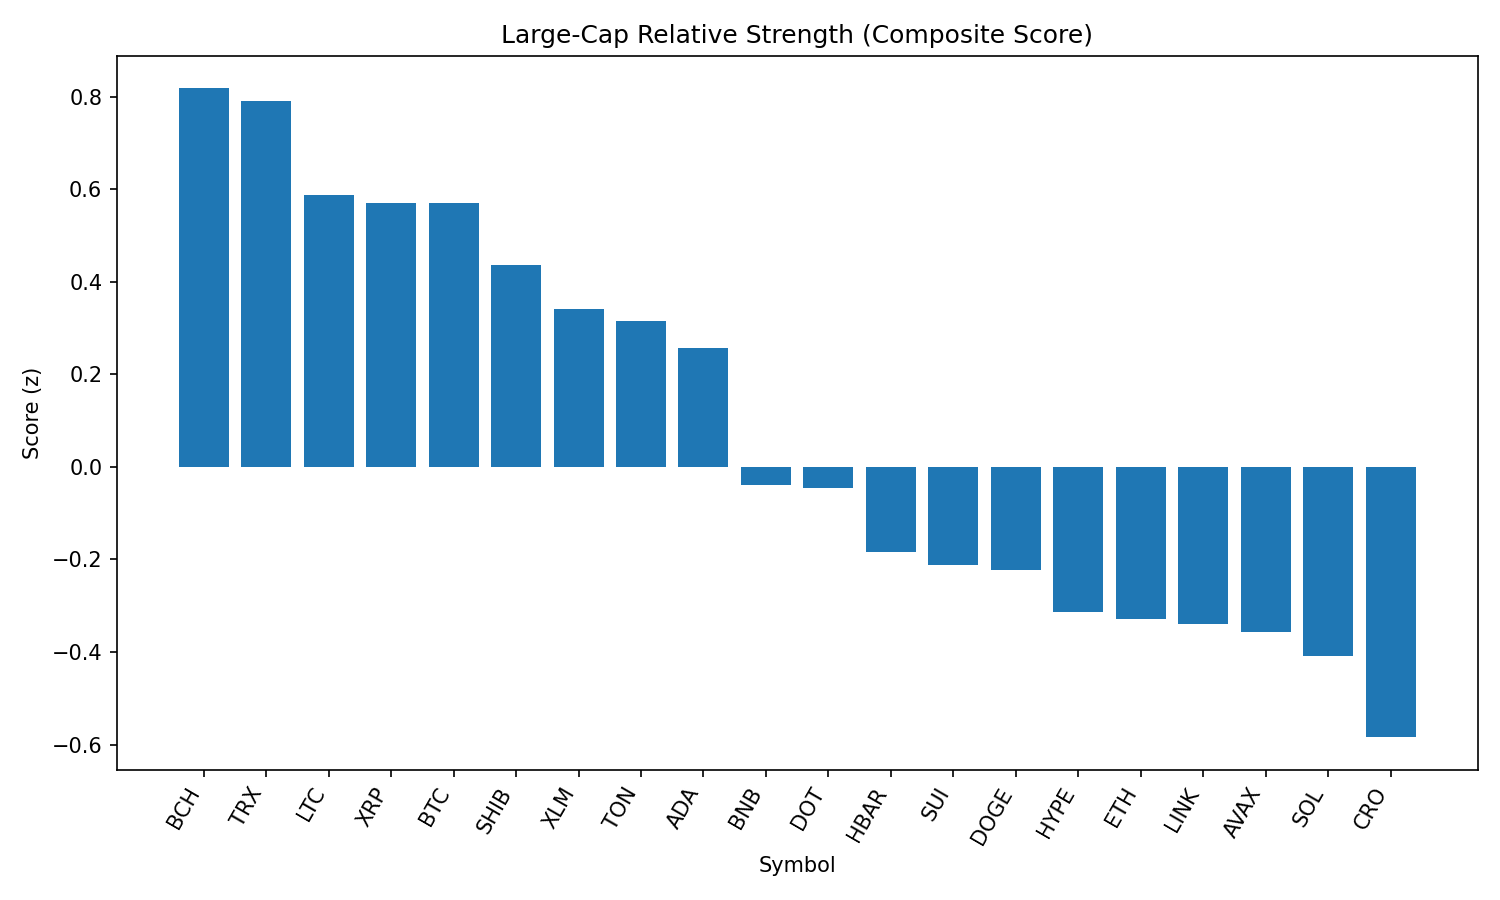 Large-Cap Relative Strength (Composite Score)
Score (z)
0.8
0.6
0.4
0.2
0.0
−0.2
−0.4
−0.6
BCH
TRX
LTC
XRP
BTC
SHIB
XLM
TON
ADA
BNB
DOT
HBAR
SUI
DOGE
HYPE
ETH
LINK
AVAX
SOL
CRO
Symbol